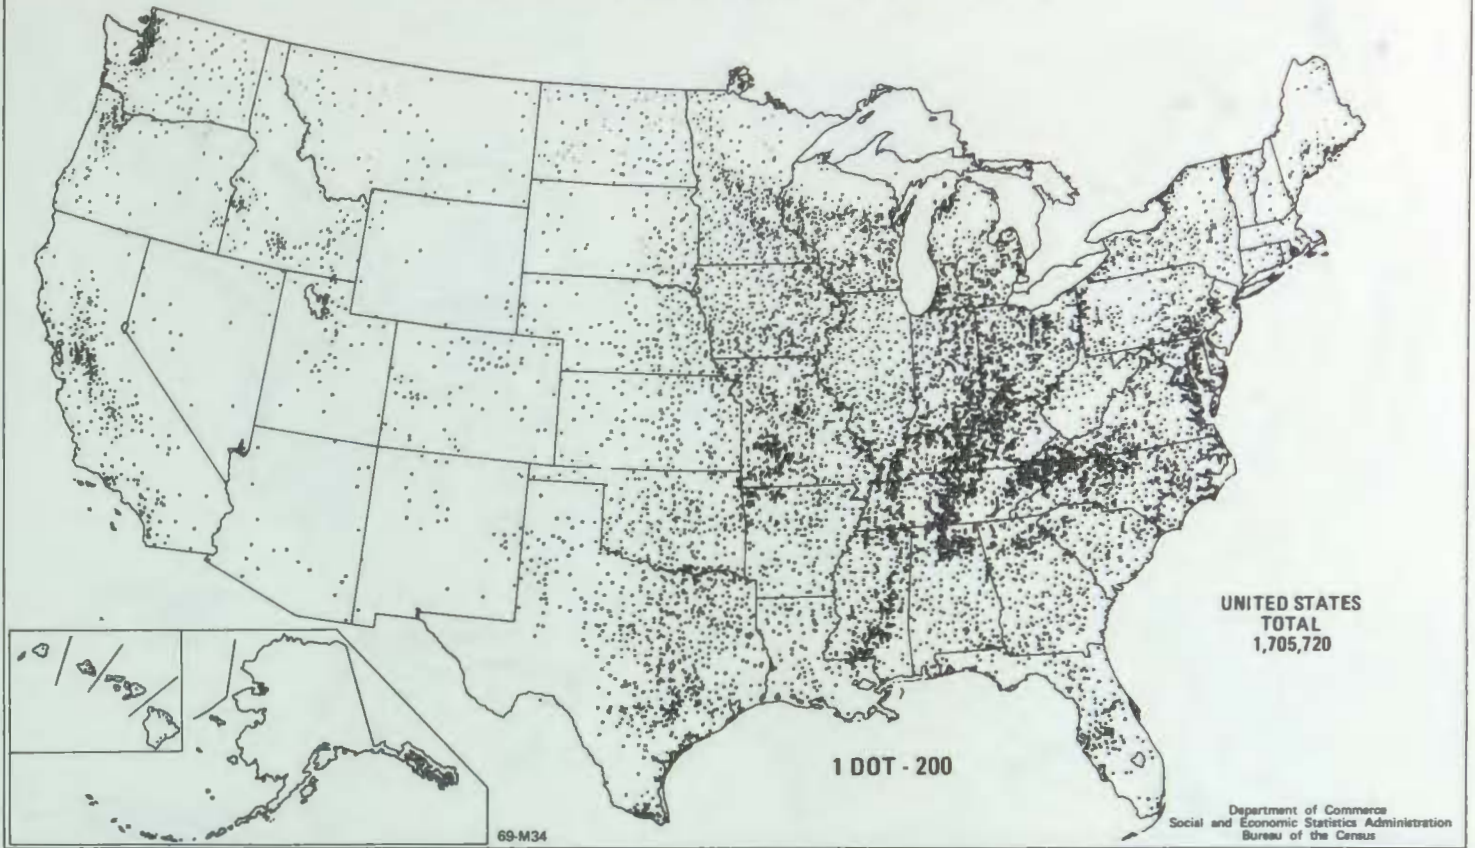 UNITED STATES
TOTAL
1,705,720
1 DOT - 200
69-M34
Department of Commerce
Social and Economic Statistics Administration
Bureau of the Census